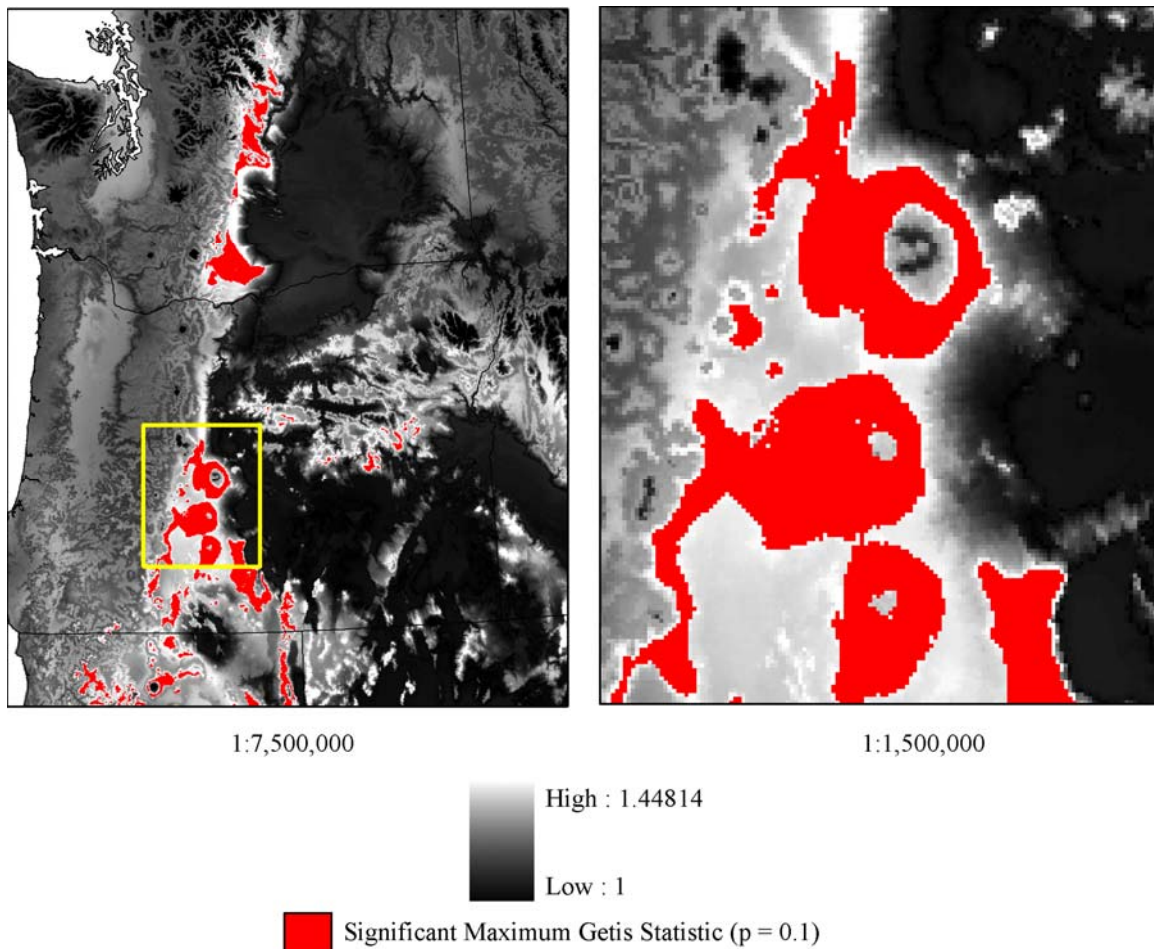 1:7,500,000
1:1,500,000
High : 1.44814
Low : 1
Significant Maximum Getis Statistic (p = 0.1)